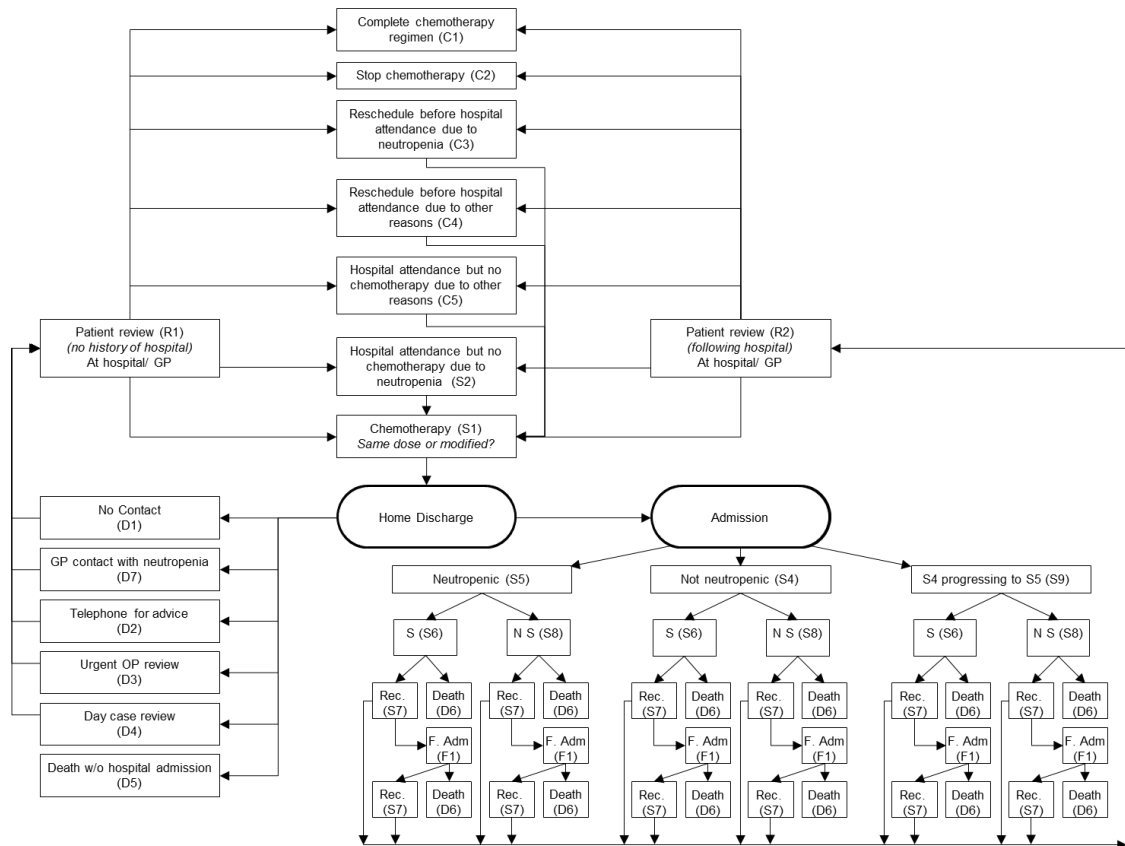 Complete chemotherapy
regimen (C1)
Stop chemotherapy (C2)
Reschedule before hospital
attendance due to
neutropenia (C3)
Reschedule before hospital
attendance due to other
reasons (C4)
Hospital attendance but no
chemotherapy due to other
reasons (C5)
Patient review (R1)
(no history of hospital)
At hospital/ GP
Hospital attendance but no
chemotherapy due to
neutropenia (S2)
Patient review (R2)
(following hospital)
At hospital/ GP
Chemotherapy (S1)
Same dose or modified?
Home Discharge
Admission
No Contact
(D1)
GP contact with neutropenia
(D7)
Telephone for advice
(D2)
Urgent OP review
(D3)
Day case review
(D4)
Death w/o hospital admission
(D5)
Neutropenic (S5)
Not neutropenic (S4)
S4 progressing to S5 (S9)
S (S6)
N S (S8)
S (S6)
N S (S8)
S (S6)
N S (S8)
Rec.
(S7)
Death
(D6)
Rec.
(S7)
Death
(D6)
Rec.
(S7)
Death
(D6)
Rec.
(S7)
Death
(D6)
Rec.
(S7)
Death
(D6)
Rec.
(S7)
Death
(D6)
F. Adm
(F1)
F. Adm
(F1)
F. Adm
(F1)
F. Adm
(F1)
F. Adm
(F1)
F. Adm
(F1)
Rec.
(S7)
Death
(D6)
Rec.
(S7)
Death
(D6)
Rec.
(S7)
Death
(D6)
Rec.
(S7)
Death
(D6)
Rec.
(S7)
Death
(D6)
Rec.
(S7)
Death
(D6)